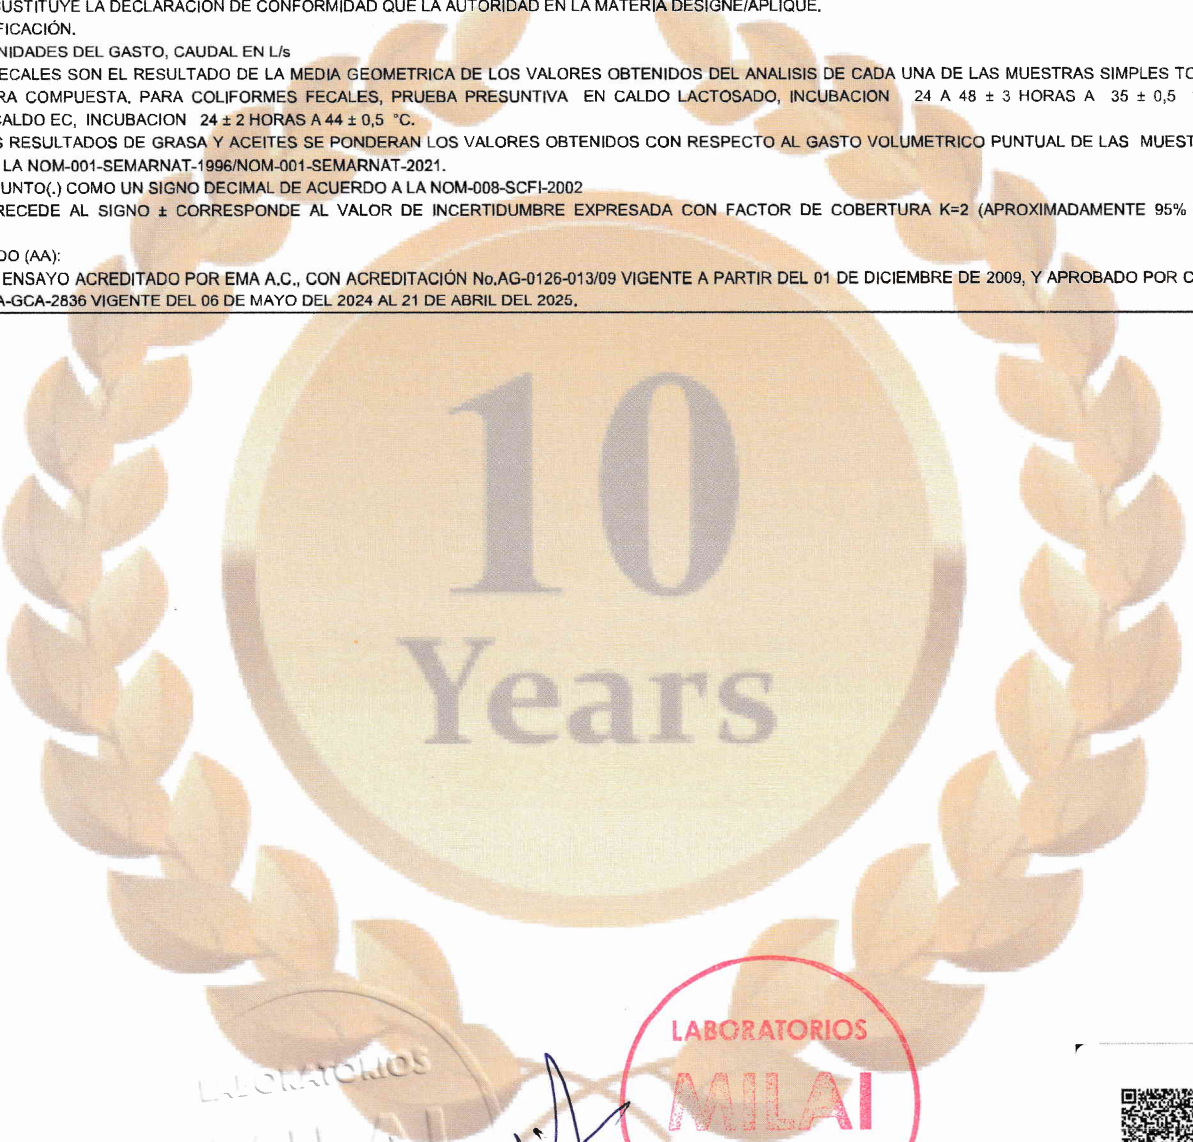 SUSTITUYE LA DECLARACIÓN DE CONFORMIDAD QUE LA AUTORIDAD EN LA MATERIA DESIGNE/APLIQUE.
FICACIÓN.
NIDADES DEL GASTO, CAUDAL EN L/s
ECALES SON EL RESULTADO DE LA MEDIA GEOMETRICA DE LOS VALORES OBTENIDOS DEL ANALISIS DE CADA UNA DE LAS MUESTRAS SIMPLES TO
RA COMPUESTA. PARA COLIFORMES FECALES, PRUEBA PRESUNTIVA EN CALDO LACTOSADO, INCUBACION 24 A 48 ± 3 HORAS A 35 ± 0,5
CALDO EC, INCUBACION 24 ± 2 HORAS A 44 ± 0,5 °C.
S RESULTADOS DE GRASA Y ACEITES SE PONDERAN LOS VALORES OBTENIDOS CON RESPECTO AL GASTO VOLUMETRICO PUNTUAL DE LAS MUEST
LA NOM-001-SEMARNAT-1996/NOM-001-SEMARNAT-2021.
UNTO(.) COMO UN SIGNO DECIMAL DE ACUERDO A LA NOM-008-SCFI-2002
RECEDE AL SIGNO ± CORRESPONDE AL VALOR DE INCERTIDUMBRE EXPRESADA CON FACTOR DE COBERTURA K=2 (APROXIMADAMENTE 95%
DO (AA):
ENSAYO ACREDITADO POR EMA A.C., CON ACREDITACIÓN No.AG-0126-013/09 VIGENTE A PARTIR DEL 01 DE DICIEMBRE DE 2009, Y APROBADO POR C
A-GCA-2836 VIGENTE DEL 06 DE MAYO DEL 2024 AL 21 DE ABRIL DEL 2025.
10
Years
LABORATORIOS
MILAI
LABORATORIOS